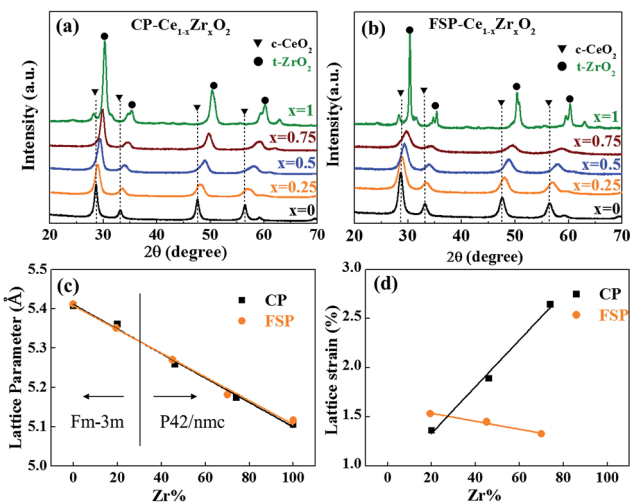 (a) CP-Ce1-xZrxO2
c-CeO2
t-ZrO2
x=1
x=0.75
x=0.5
x=0.25
x=0
Intensity (a.u.)
20 30 40 50 60 70
2θ (degree)
(b) FSP-Ce1-xZrxO2
c-CeO2
t-ZrO2
x=1
x=0.75
x=0.5
x=0.25
x=0
Intensity (a.u.)
20 30 40 50 60 70
2θ (degree)
(c)
CP
FSP
Fm-3m P42/nmc
Lattice Parameter (Å)
5.5
5.4
5.3
5.2
5.1
5.0
0 20 40 60 80 100
Zr%
(d)
CP
FSP
Lattice strain (%)
3.0
2.5
2.0
1.5
1.0
0 20 40 60 80 100
Zr%